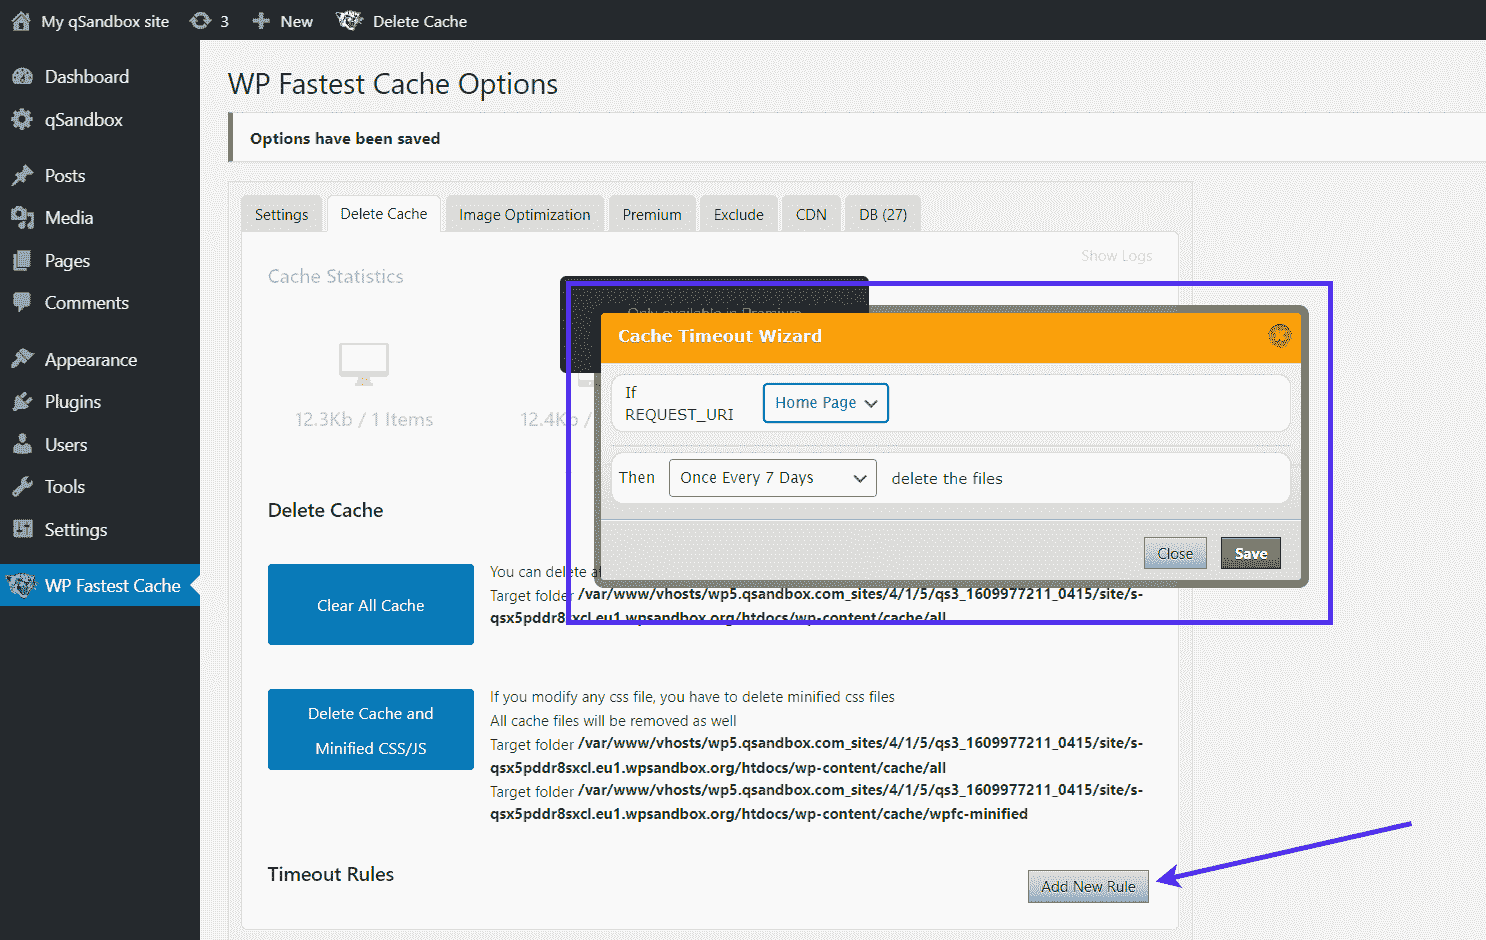 My qSandbox site
3
New
Delete Cache
Dashboard
qSandbox
Posts
Media
Pages
Comments
Appearance
Plugins
Users
Tools
Settings
WP Fastest Cache
WP Fastest Cache Options
Options have been saved
Settings
Delete Cache
Image Optimization
Premium
Exclude
CDN
DB (27)
Show Logs
Cache Statistics
Only available in Premium
12.3Kb / 1 Items
12.4Kb /
Cache Timeout Wizard
If
REQUEST_URI
Home Page
Then
Once Every 7 Days
delete the files
Close
Save
Delete Cache
Clear All Cache
You can delete
Target folder /var/www/vhosts/wp5.qsandbox.com_sites/4/1/5/qs3_1609977211_0415/site/s-
qsx5pddr8sxcl.eu1.wpsandbox.org/htdocs/wp-content/cache/all
Delete Cache and
Minified CSS/JS
If you modify any css file, you have to delete minified css files
All cache files will be removed as well
Target folder /var/www/vhosts/wp5.qsandbox.com_sites/4/1/5/qs3_1609977211_0415/site/s-
qsx5pddr8sxcl.eu1.wpsandbox.org/htdocs/wp-content/cache/all
Target folder /var/www/vhosts/wp5.qsandbox.com_sites/4/1/5/qs3_1609977211_0415/site/s-
qsx5pddr8sxcl.eu1.wpsandbox.org/htdocs/wp-content/cache/wpfc-minified
Timeout Rules
Add New Rule